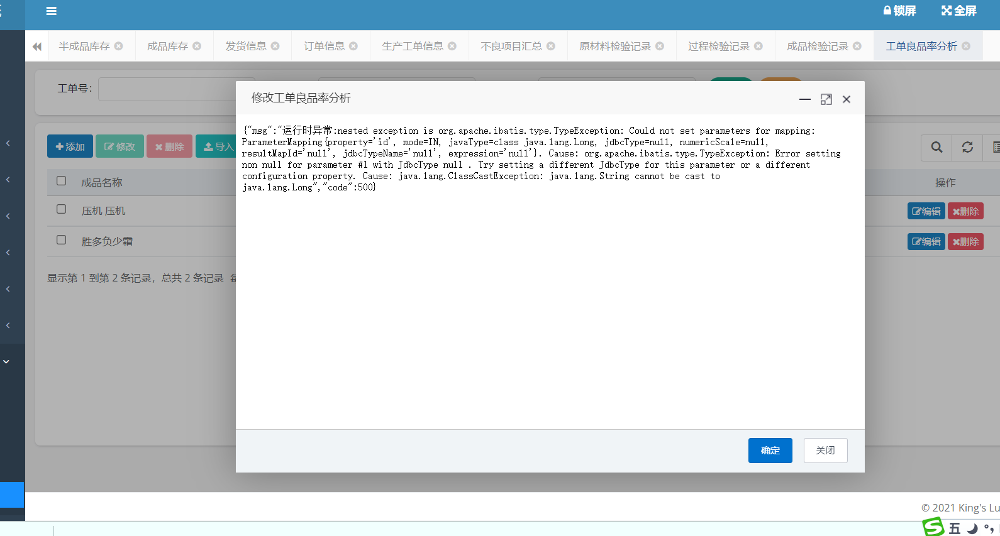 锁屏 全屏
半成品库存 成品库存 发货信息 订单信息 生产工单信息 不良项目汇总 原材料检验记录 过程检验记录 成品检验记录 工单良品率分析
工单号：
修改工单良品率分析
{"msg":"运行时异常:nested exception is org.apache.ibatis.type.TypeException: Could not set parameters for mapping:
ParameterMapping{property='id', mode=IN, javaType=class java.lang.Long, jdbcType=null, numericScale=null,
resultMapId='null', jdbcTypeName='null', expression='null'}. Cause: org.apache.ibatis.type.TypeException: Error setting
non null for parameter #1 with JdbcType null . Try setting a different JdbcType for this parameter or a different
configuration property. Cause: java.lang.ClassCastException: java.lang.String cannot be cast to
java.lang.Long","code":500}
添加 修改 删除 导入
成品名称 操作
压机 压机 编辑 删除
胜多负少霜 编辑 删除
显示第 1 到第 2 条记录，总共 2 条记录
确定 关闭
© 2021 King's Lu
五